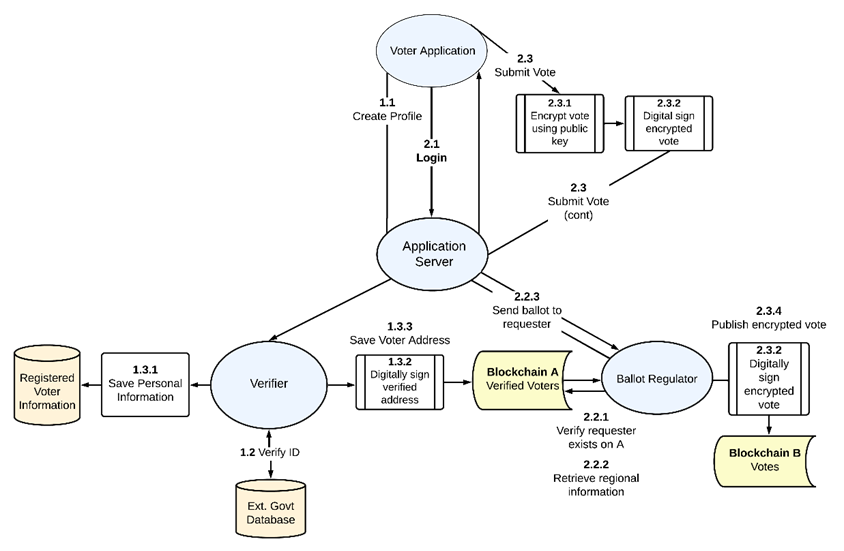 Voter Application
2.3
Submit Vote
1.1
Create Profile
2.3.1
Encrypt vote
using public
key
2.3.2
Digital sign
encrypted
vote
2.1
Login
2.3
Submit Vote
(cont)
Application
Server
2.2.3
Send ballot to
requester
2.3.4
Publish encrypted vote
1.3.3
Save Voter Address
Registered
Voter
Information
1.3.1
Save Personal
Information
Verifier
1.3.2
Digitally sign
verified
address
Blockchain A
Verified Voters
Ballot Regulator
2.3.2
Digitally
sign
encrypted
vote
2.2.1
Verify requester
exists on A
1.2 Verify ID
Blockchain B
Votes
2.2.2
Retrieve regional
information
Ext. Govt
Database